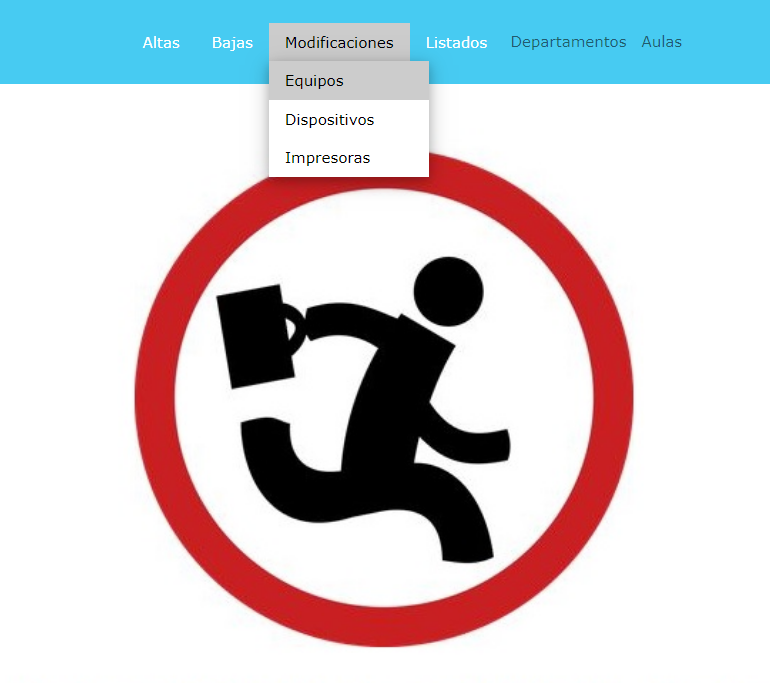 Altas Bajas Modificaciones Listados Departamentos Aulas
Equipos
Dispositivos
Impresoras